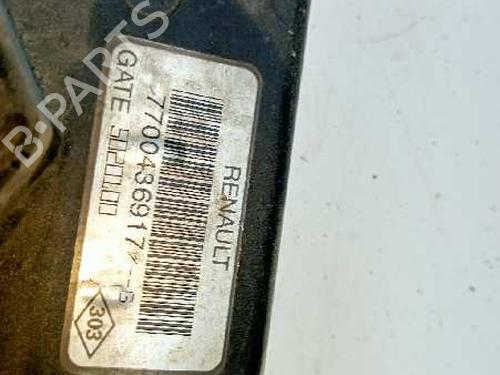 RENAULT
7700436917*--B
GATE
303
B-PARTS